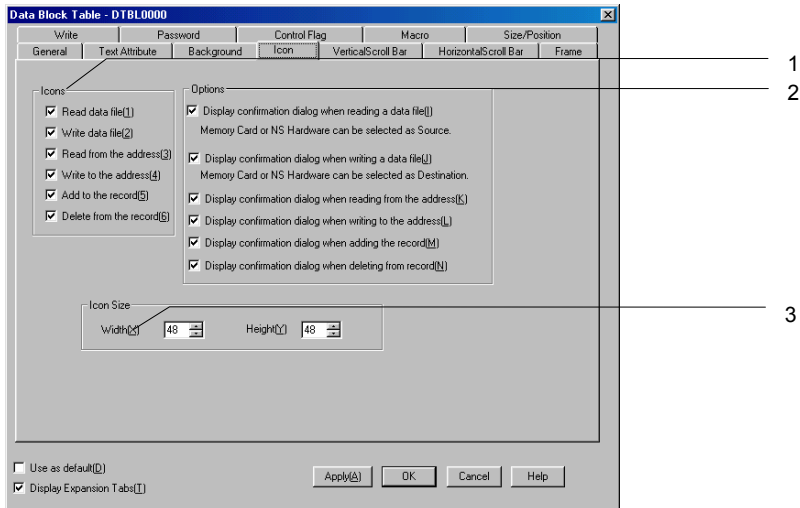 Data Block Table - DTBL0000
Write Password Control Flag Macro Size/Position
General Text Attribute Background Icon VerticalScroll Bar HorizontalScroll Bar Frame
1
2
Icons
Read data file(1)
Write data file(2)
Read from the address(3)
Write to the address(4)
Add to the record(5)
Delete from the record(6)
Options
Display confirmation dialog when reading a data file(I)
Memory Card or NS Hardware can be selected as Source.
Display confirmation dialog when writing a data file(J)
Memory Card or NS Hardware can be selected as Destination.
Display confirmation dialog when reading from the address(K)
Display confirmation dialog when writing to the address(L)
Display confirmation dialog when adding the record(M)
Display confirmation dialog when deleting from record(N)
Icon Size
Width(X) 48 Height(Y) 48
3
Use as default(D)
Display Expansion Tabs(T)
Apply(A) OK Cancel Help